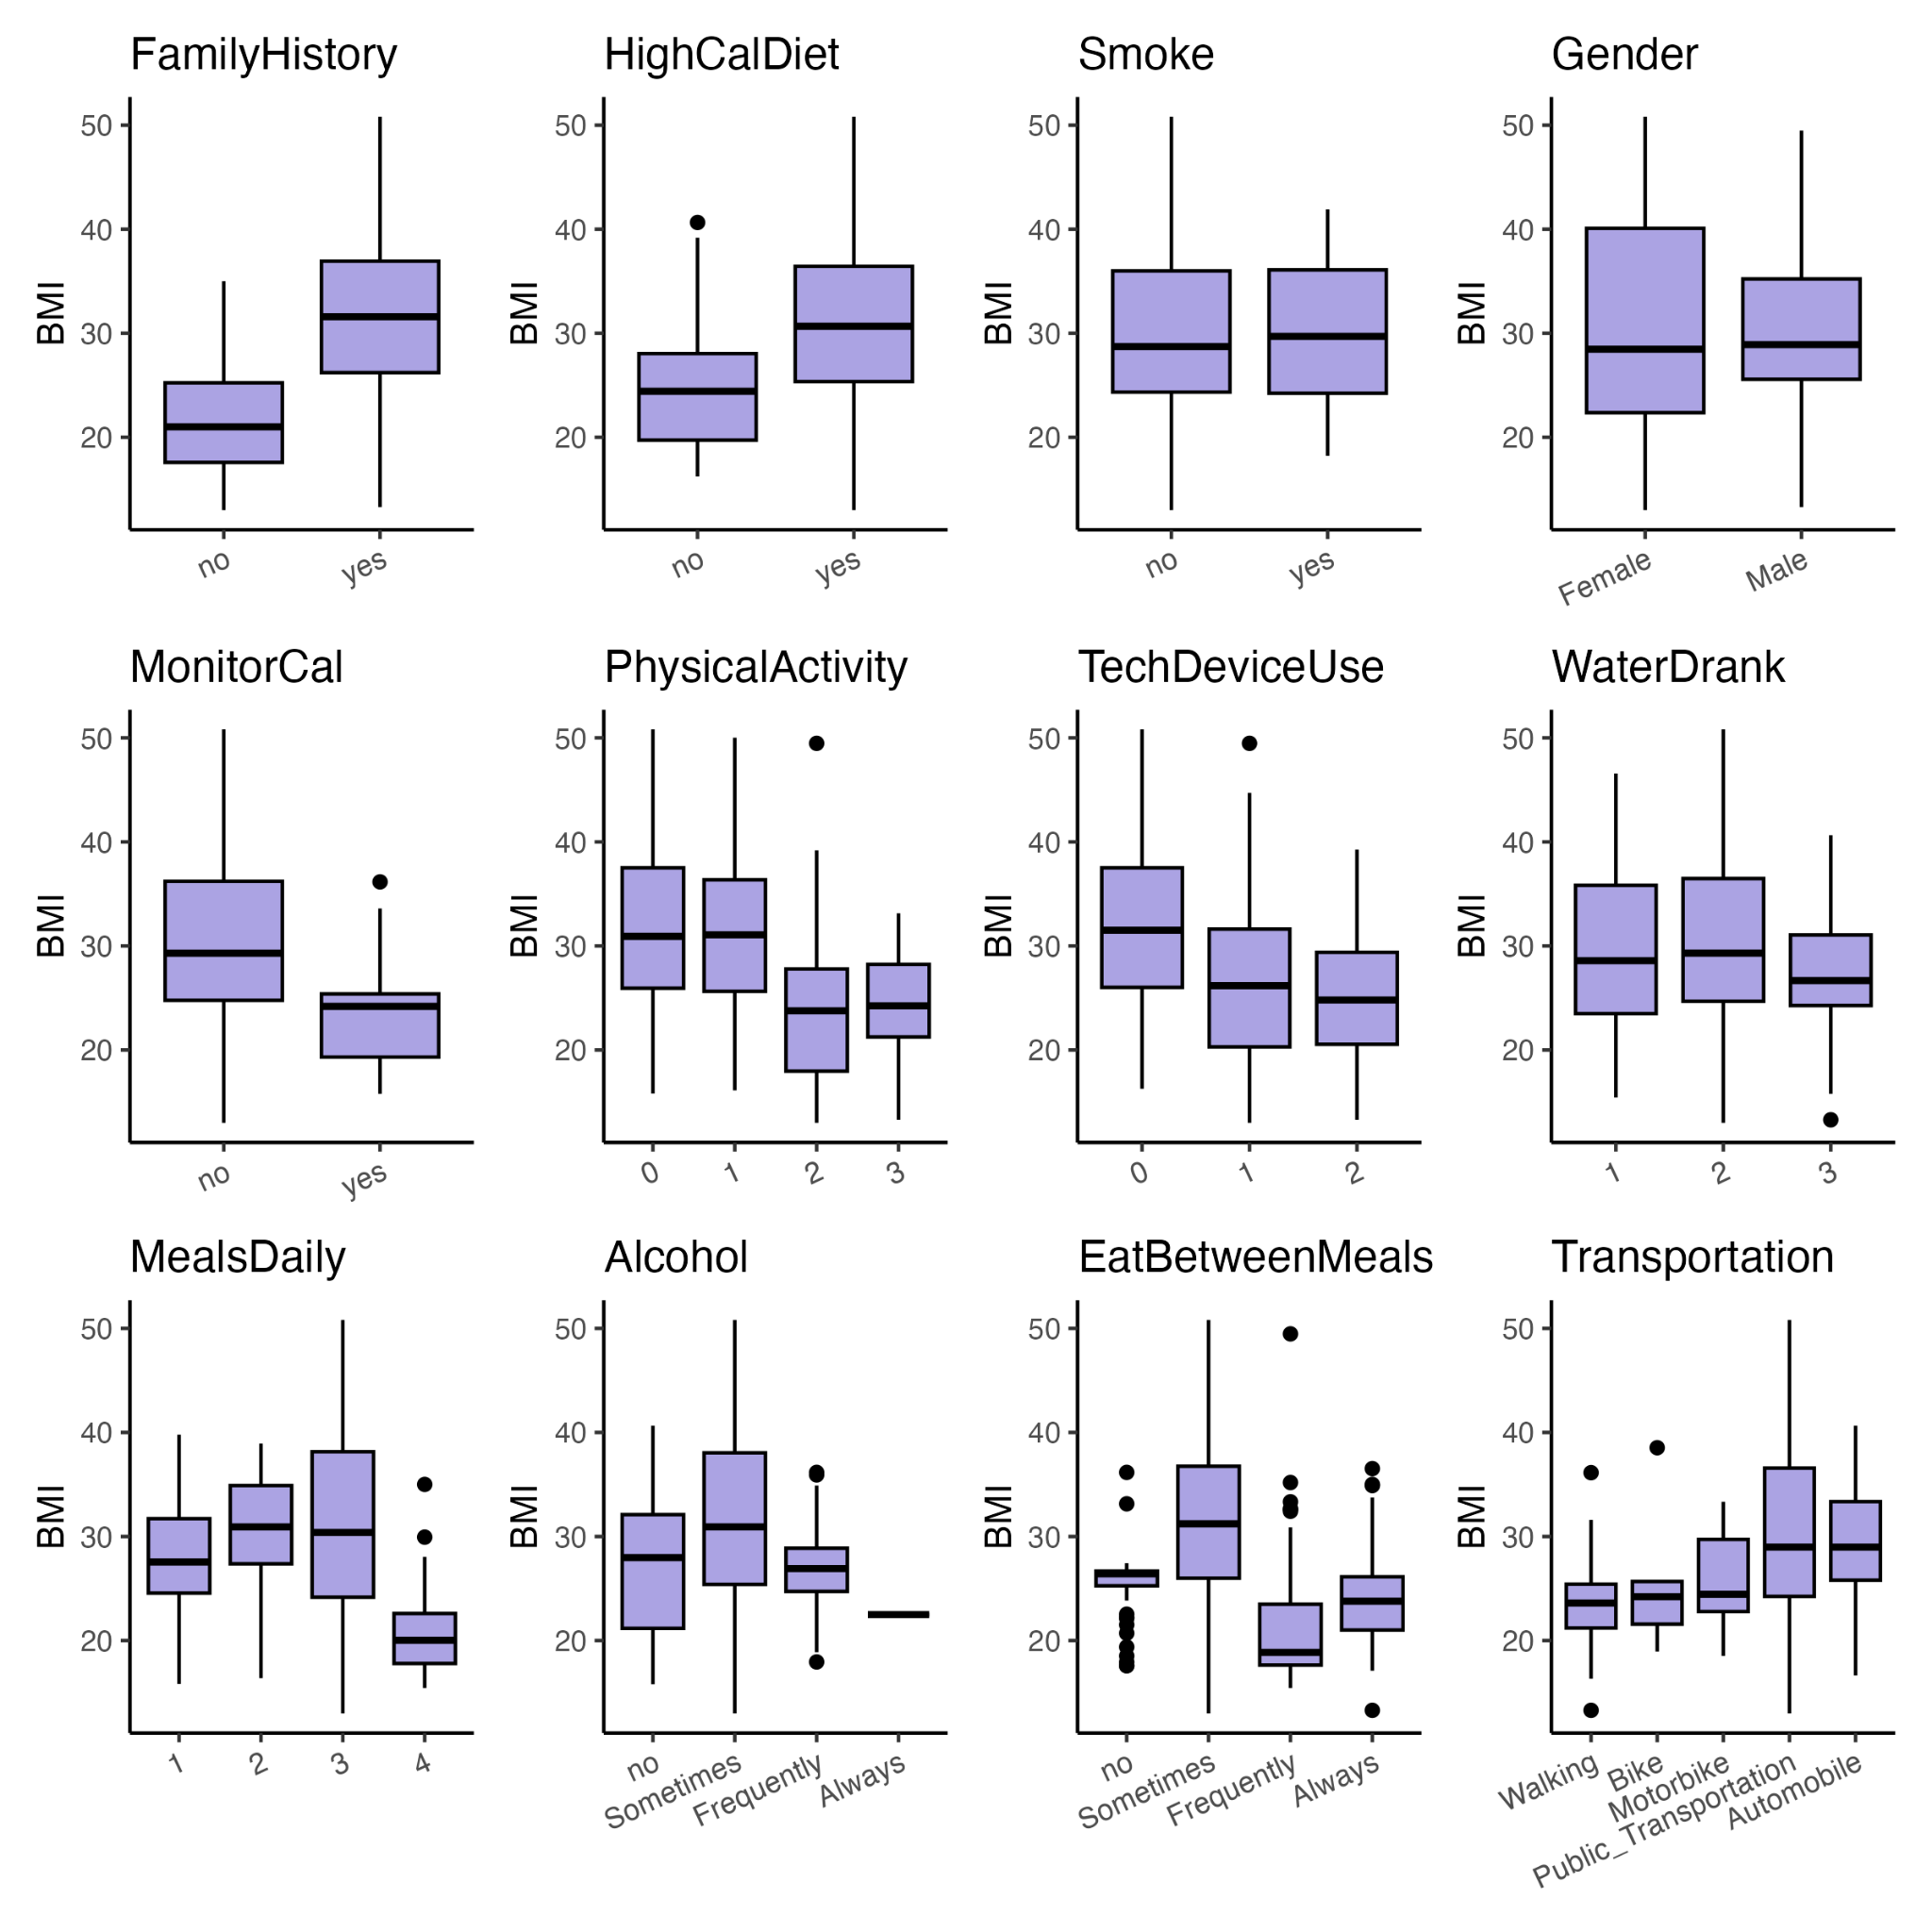 FamilyHistory
BMI
50
40
30
20
no
yes
HighCalDiet
BMI
50
40
30
20
no
yes
Smoke
BMI
50
40
30
20
no
yes
Gender
BMI
50
40
30
20
Female
Male
MonitorCal
BMI
50
40
30
20
no
yes
PhysicalActivity
BMI
50
40
30
20
0
1
2
3
TechDeviceUse
BMI
50
40
30
20
0
1
2
WaterDrank
BMI
50
40
30
20
1
2
3
MealsDaily
BMI
50
40
30
20
1
2
3
4
Alcohol
BMI
50
40
30
20
no
Sometimes
Frequently
Always
EatBetweenMeals
BMI
50
40
30
20
no
Sometimes
Frequently
Always
Transportation
BMI
50
40
30
20
Walking
Bike
Motorbike
Public_Transportation
Automobile